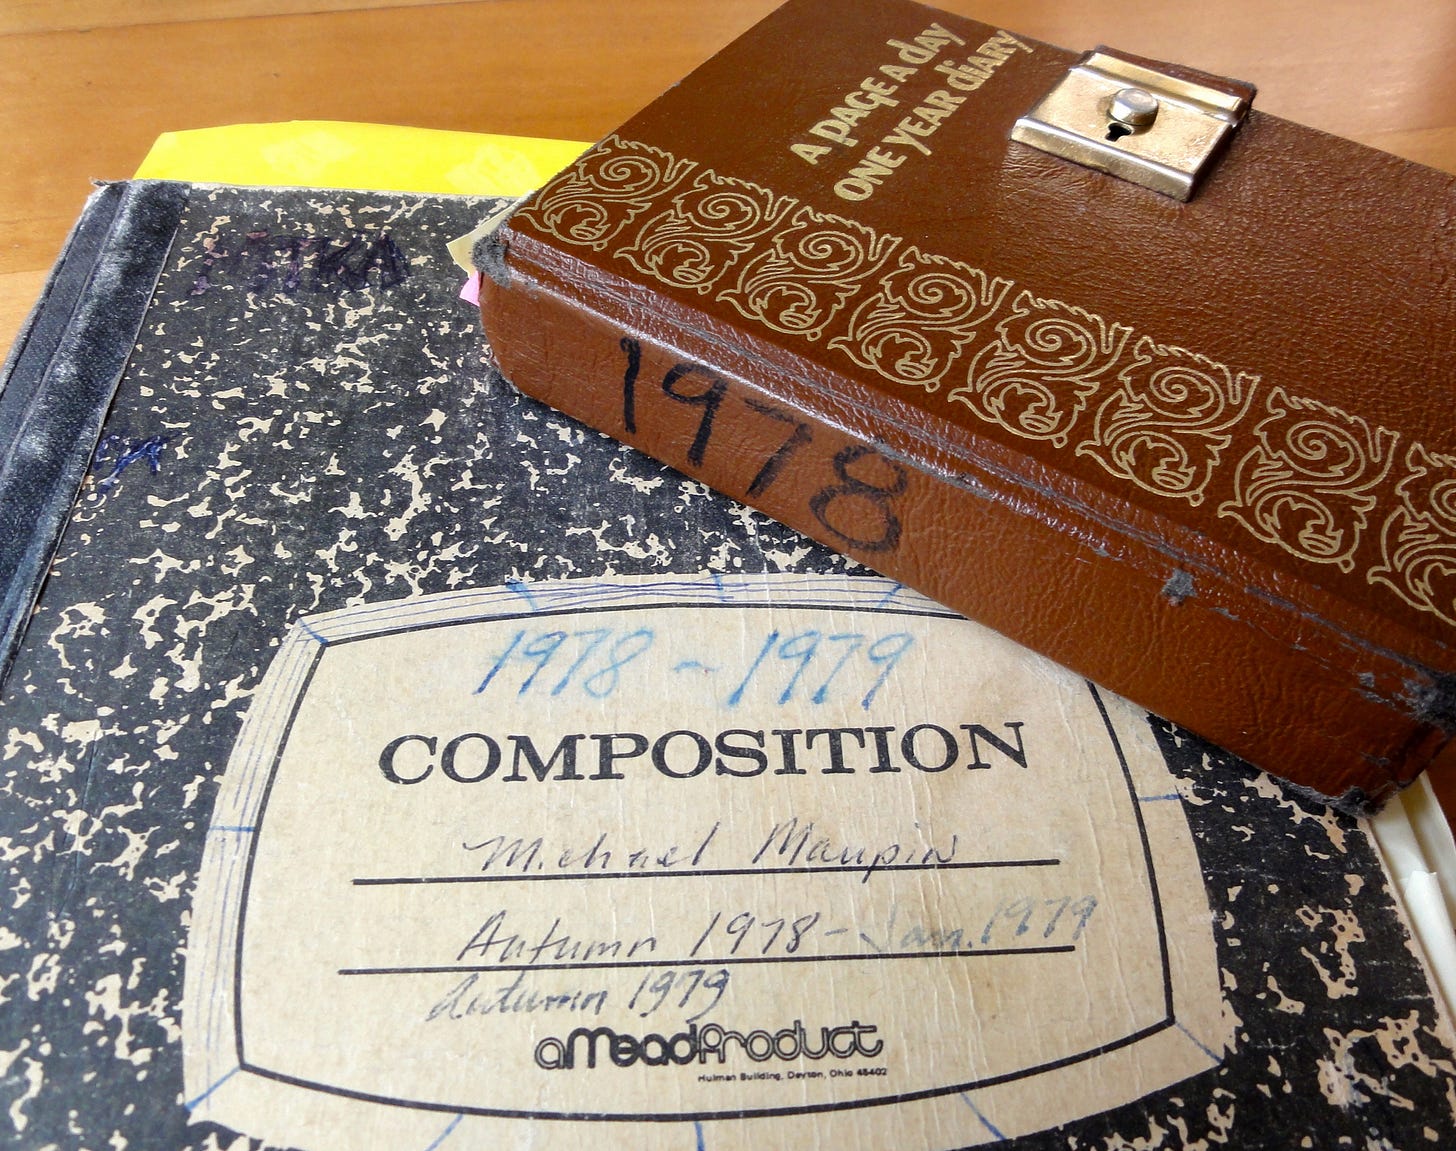 A PAGE A DAY
ONE YEAR DIARY
1978
1978 - 1979
COMPOSITION
Michael Maupin
Autumn 1978 - Jan. 1979
Autumn 1979
a Mead Product
Hulman Building, Dayton, Ohio 45402